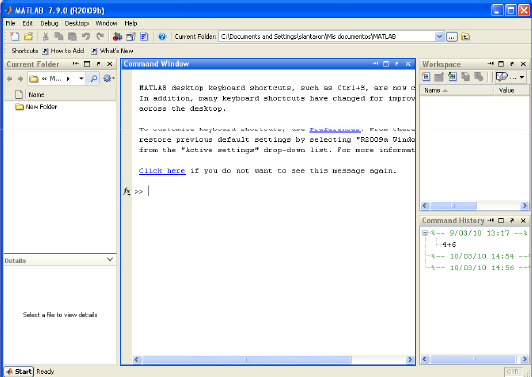 MATLAB 7.9.0 (R2009b)
File Edit Debug Desktop Window Help
Current Folder: C:\Documents and Settings\slantaron\Mis documentos\MATLAB
Shortcuts How to Add What's New
Current Folder
« M...
Name
New Folder
Details
Select a file to view details
Command Window
MATLAB desktop keyboard shortcuts, such as Ctrl+S, are now c
In addition, many keyboard shortcuts have changed for improv
across the desktop.
To customize keyboard shortcuts, use Preferences. From there
restore previous default settings by selecting "R2009a Windo
from the "Active settings" drop-down list. For more informat
Click here if you do not want to see this message again.
fx >>
Workspace
Name Value
Command History
%-- 9/03/10 13:17 --%
4+6
%-- 10/03/10 14:54 --%
%-- 10/03/10 14:56 --%
Start Ready
OVR